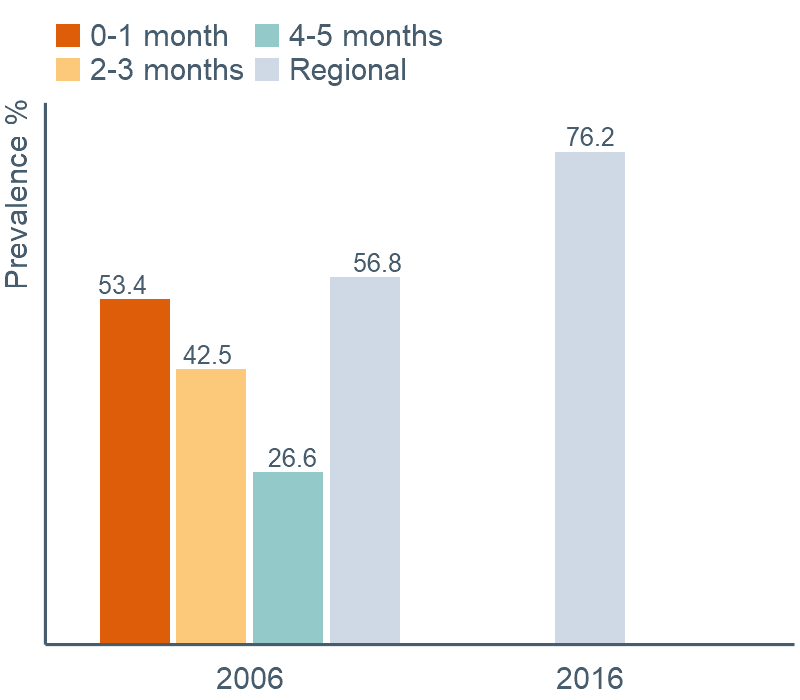 0-1 month
4-5 months
2-3 months
Regional
Prevalence %
76.2
56.8
53.4
42.5
26.6
2006
2016